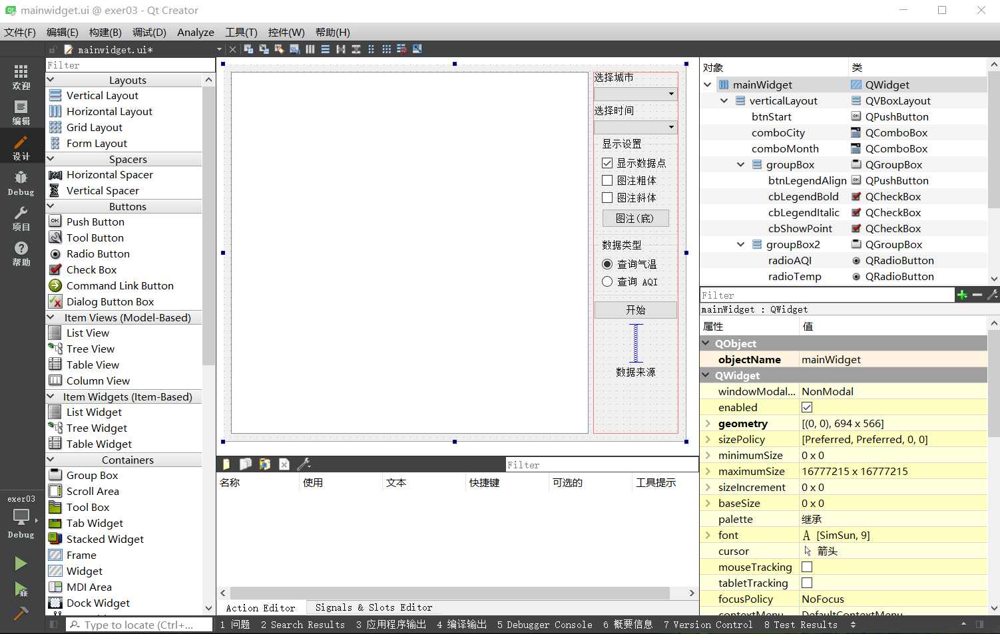 mainwidget.ui @ exer03 - Qt Creator
文件(F) 编辑(E) 构建(B) 调试(D) Analyze 工具(T) 控件(W) 帮助(H)
mainwidget.ui*
欢迎
编辑
设计
Debug
项目
帮助
exer03
Debug
Filter
Layouts
Vertical Layout
Horizontal Layout
Grid Layout
Form Layout
Spacers
Horizontal Spacer
Vertical Spacer
Buttons
Push Button
Tool Button
Radio Button
Check Box
Command Link Button
Dialog Button Box
Item Views (Model-Based)
List View
Tree View
Table View
Column View
Item Widgets (Item-Based)
List Widget
Tree Widget
Table Widget
Containers
Group Box
Scroll Area
Tool Box
Tab Widget
Stacked Widget
Frame
Widget
MDI Area
Dock Widget
选择城市
选择时间
显示设置
显示数据点
图注粗体
图注斜体
图注(底)
数据类型
查询气温
查询 AQI
开始
数据来源
Filter
名称 使用 文本 快捷键 可选的 工具提示
Action Editor Signals & Slots Editor
对象 类
mainWidget QWidget
verticalLayout QVBoxLayout
btnStart QPushButton
comboCity QComboBox
comboMonth QComboBox
groupBox QGroupBox
btnLegendAlign QPushButton
cbLegendBold QCheckBox
cbLegendItalic QCheckBox
cbShowPoint QCheckBox
groupBox2 QGroupBox
radioAQI QRadioButton
radioTemp QRadioButton
Filter
mainWidget : QWidget
属性 值
QObject
objectName mainWidget
QWidget
windowModal... NonModal
enabled
geometry [(0, 0), 694 x 566]
sizePolicy [Preferred, Preferred, 0, 0]
minimumSize 0 x 0
maximumSize 16777215 x 16777215
sizeIncrement 0 x 0
baseSize 0 x 0
palette 继承
font A [SimSun, 9]
cursor 箭头
mouseTracking
tabletTracking
focusPolicy NoFocus
contextMenu DefaultContextMenu
Type to locate (Ctrl+...
1 问题 2 Search Results 3 应用程序输出 4 编译输出 5 Debugger Console 6 概要信息 7 Version Control 8 Test Results